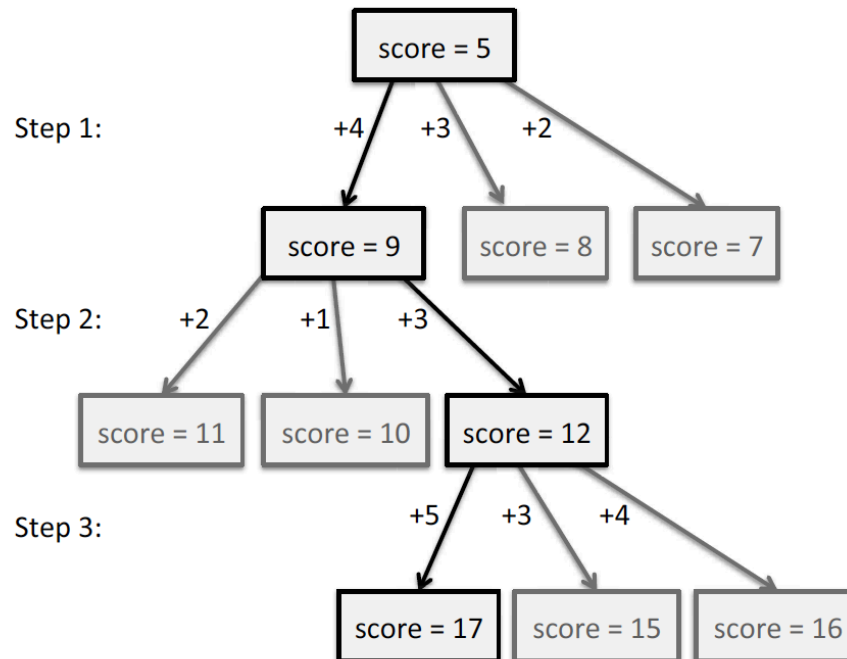 score = 5
Step 1: +4 +3 +2
score = 9 score = 8 score = 7
Step 2: +2 +1 +3
score = 11 score = 10 score = 12
Step 3: +5 +3 +4
score = 17 score = 15 score = 16